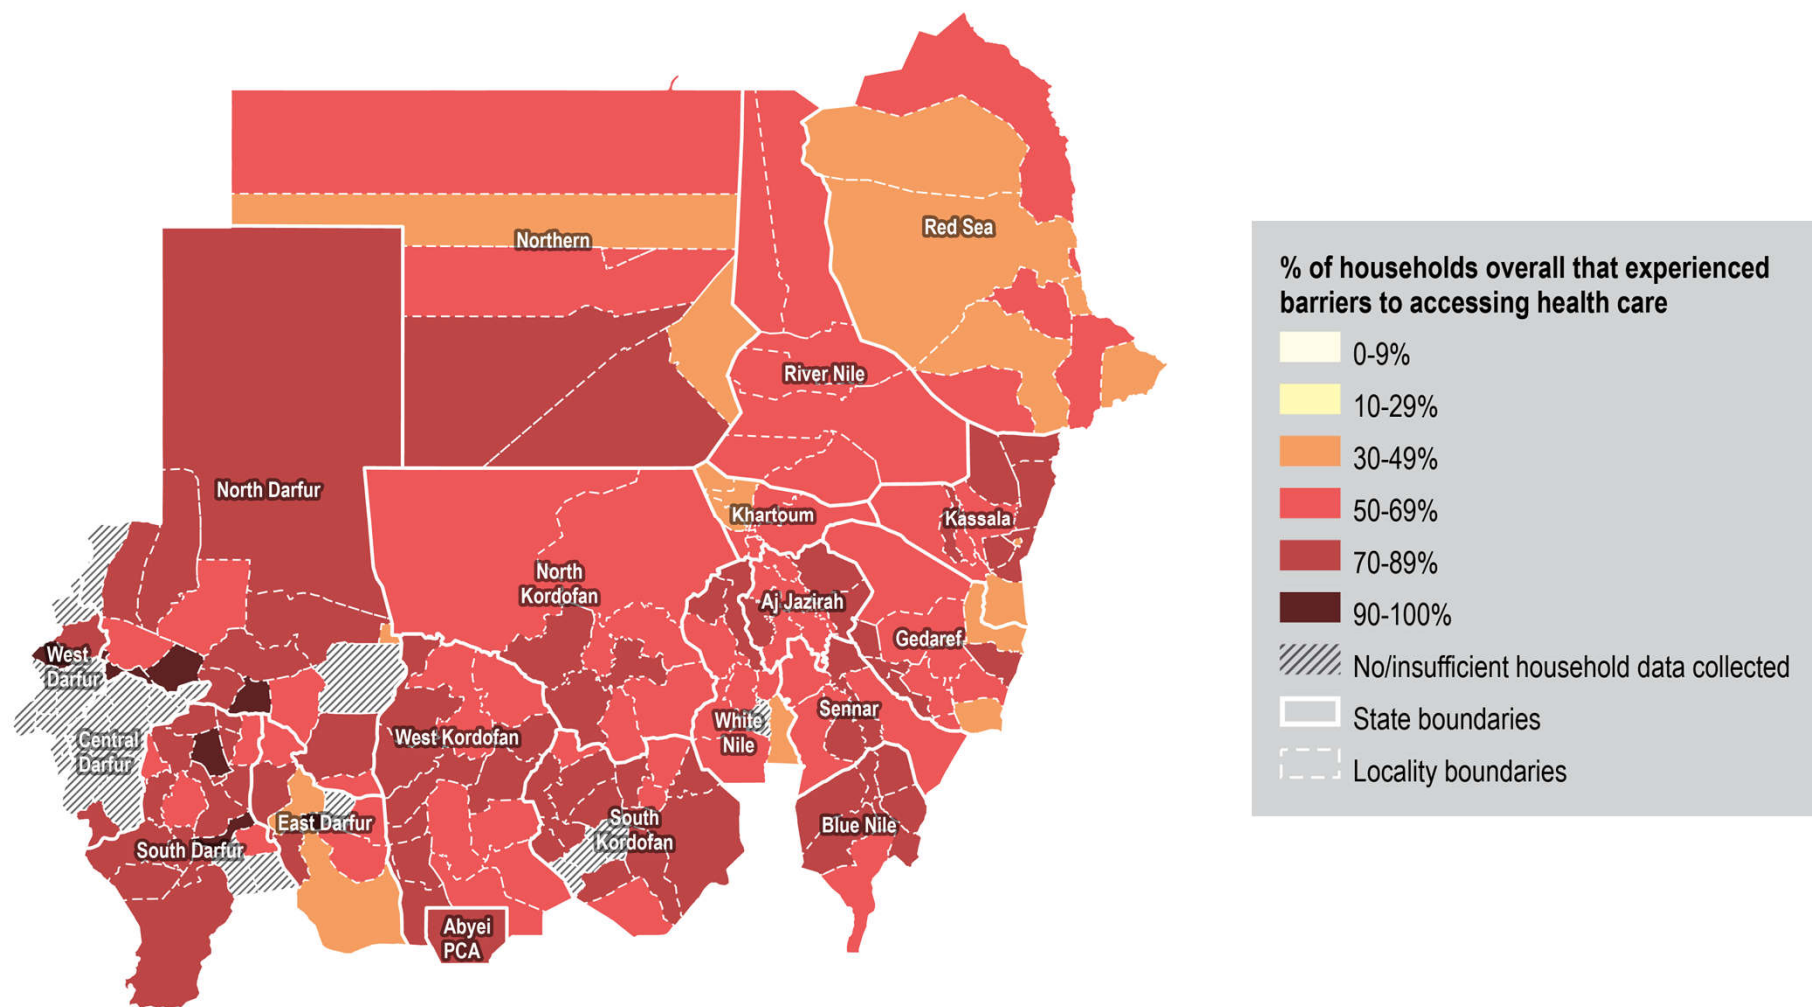 Northern
Red Sea
River Nile
North Darfur
Khartoum
Kassala
North
Kordofan
Aj Jazirah
Gedaref
West
Darfur
White
Nile
Sennar
West Kordofan
Central
Darfur
East Darfur
South
Kordofan
Blue Nile
South Darfur
Abyei
PCA
% of households overall that experienced
barriers to accessing health care
0-9%
10-29%
30-49%
50-69%
70-89%
90-100%
No/insufficient household data collected
State boundaries
Locality boundaries